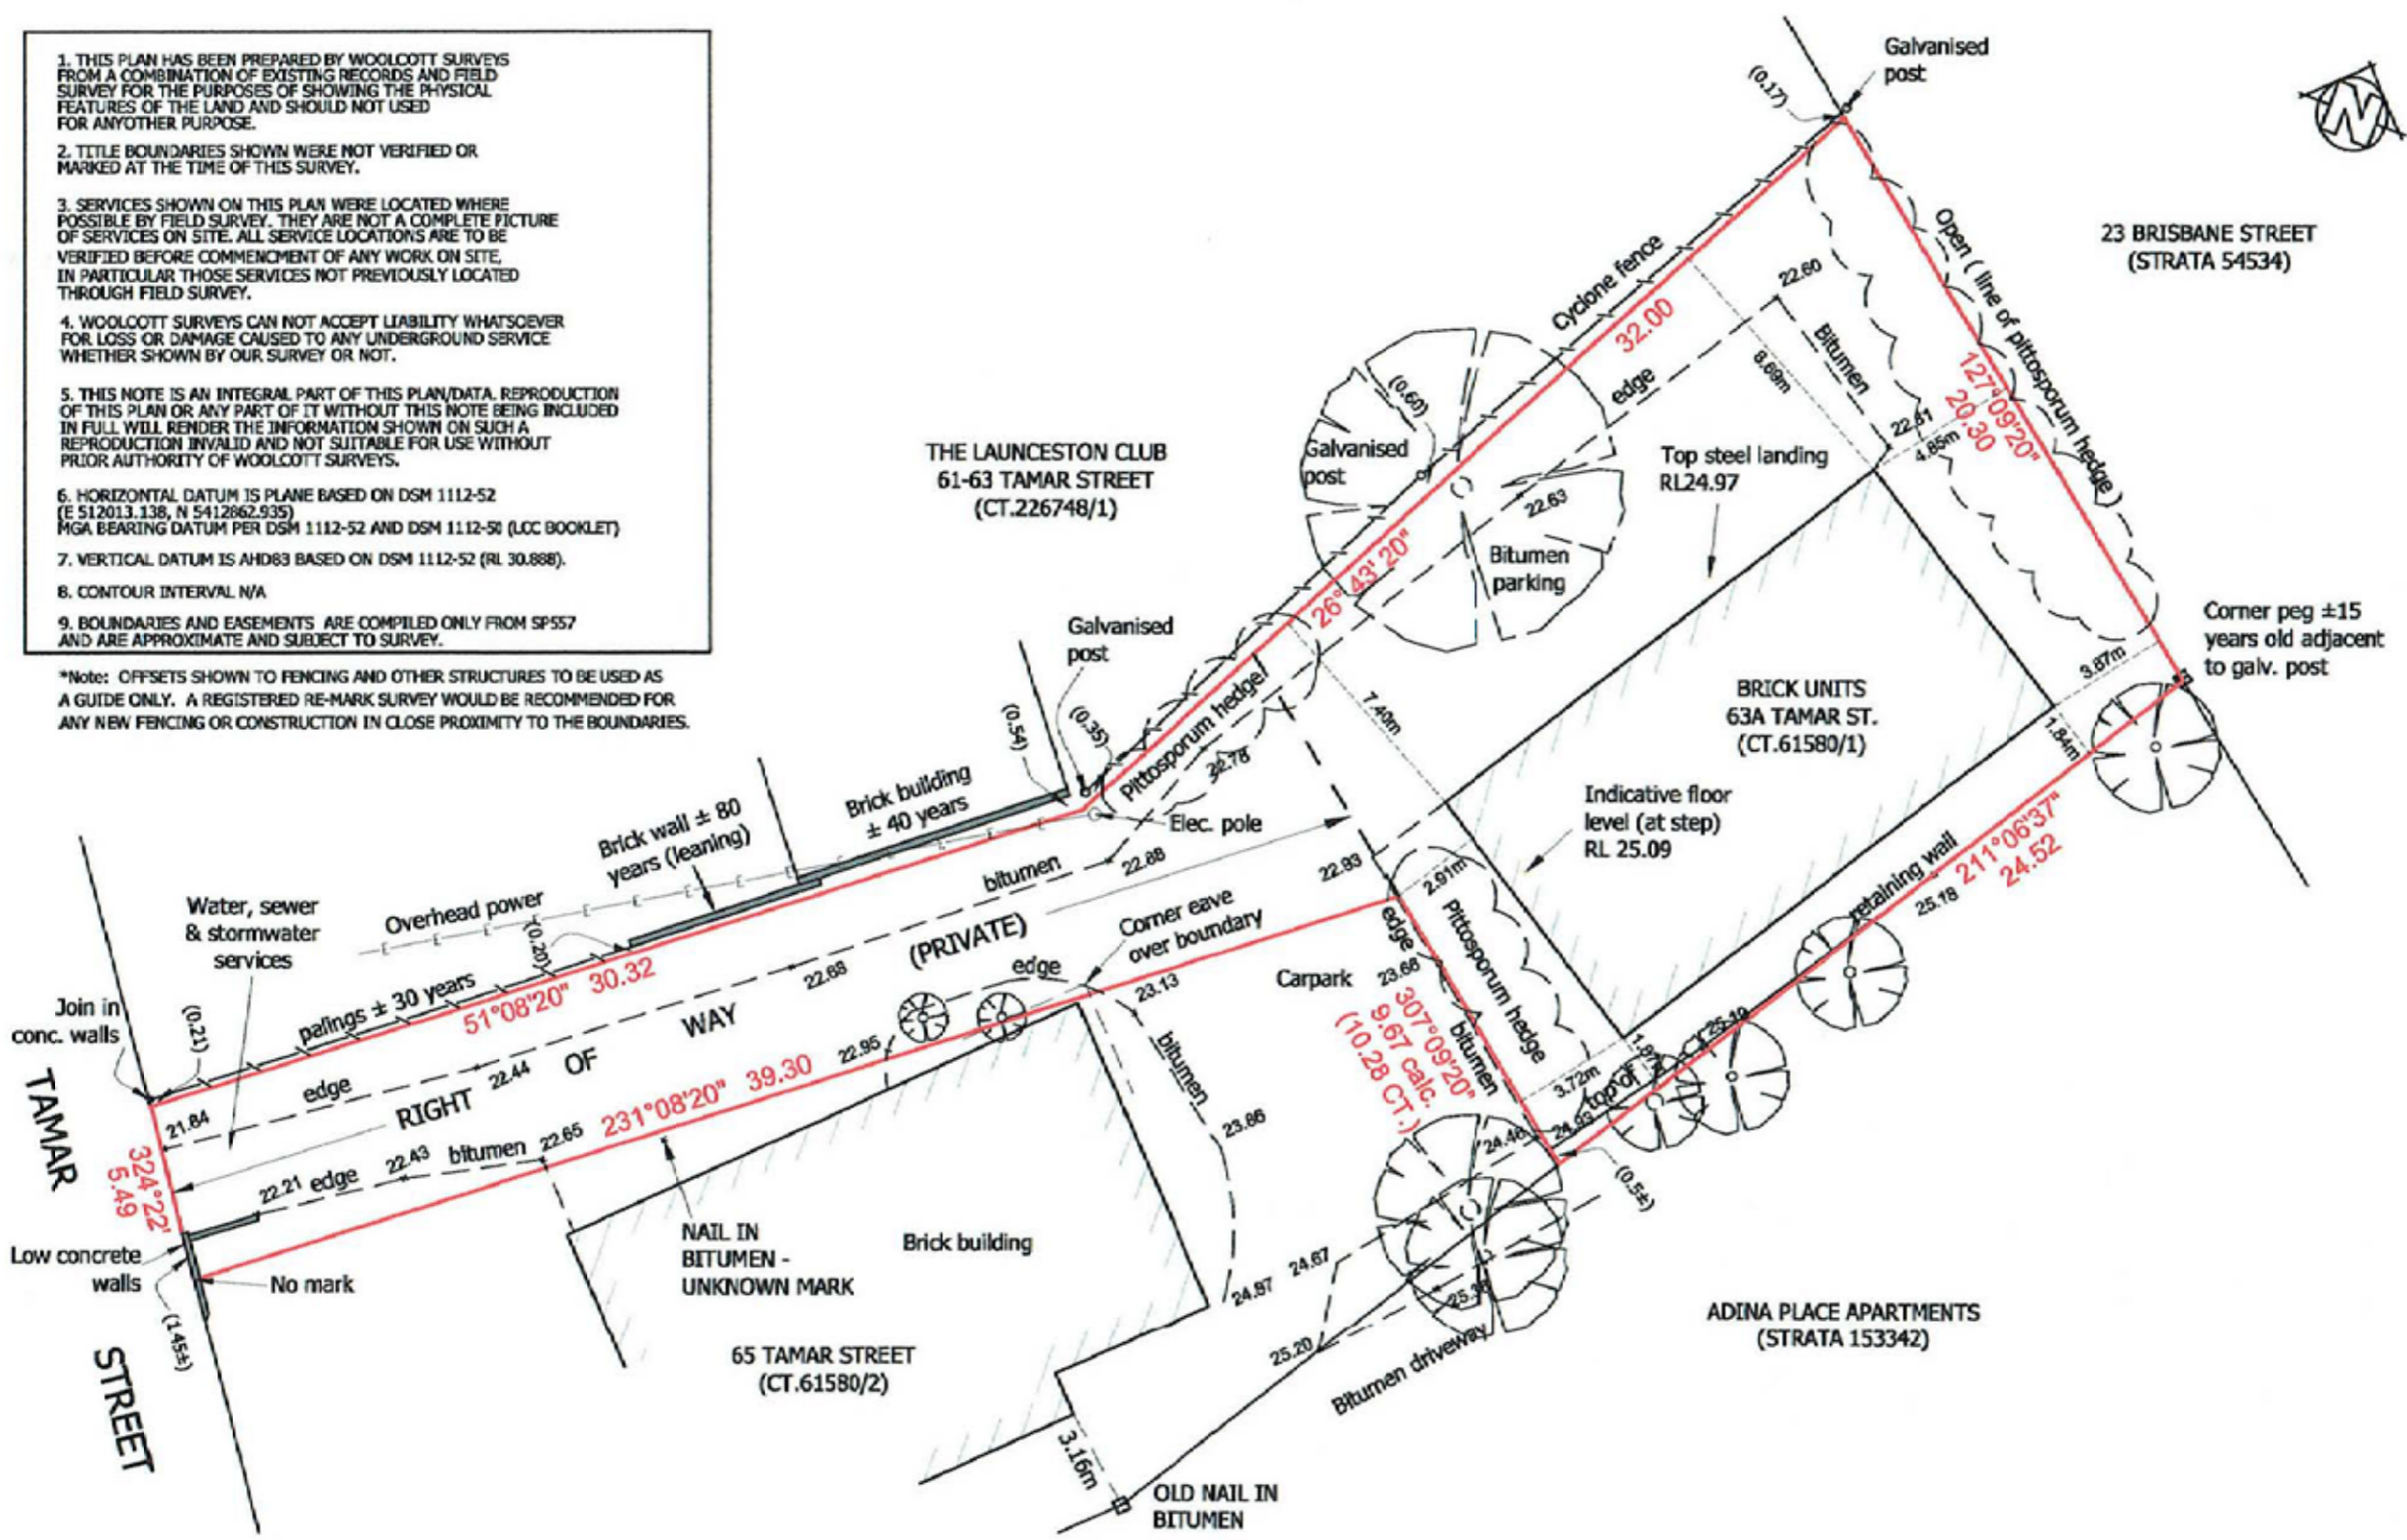 1. THIS PLAN HAS BEEN PREPARED BY WOOLCOTT SURVEYS
FROM A COMBINATION OF EXISTING RECORDS AND FIELD
SURVEY FOR THE PURPOSES OF SHOWING THE PHYSICAL
FEATURES OF THE LAND AND SHOULD NOT USED
FOR ANYOTHER PURPOSE.
2. TITLE BOUNDARIES SHOWN WERE NOT VERIFIED OR
MARKED AT THE TIME OF THIS SURVEY.
3. SERVICES SHOWN ON THIS PLAN WERE LOCATED WHERE
POSSIBLE BY FIELD SURVEY. THEY ARE NOT A COMPLETE PICTURE
OF SERVICES ON SITE. ALL SERVICE LOCATIONS ARE TO BE
VERIFIED BEFORE COMMENCMENT OF ANY WORK ON SITE,
IN PARTICULAR THOSE SERVICES NOT PREVIOUSLY LOCATED
THROUGH FIELD SURVEY.
4. WOOLCOTT SURVEYS CAN NOT ACCEPT LIABILITY WHATSOEVER
FOR LOSS OR DAMAGE CAUSED TO ANY UNDERGROUND SERVICE
WHETHER SHOWN BY OUR SURVEY OR NOT.
5. THIS NOTE IS AN INTEGRAL PART OF THIS PLAN/DATA. REPRODUCTION
OF THIS PLAN OR ANY PART OF IT WITHOUT THIS NOTE BEING INCLUDED
IN FULL WILL RENDER THE INFORMATION SHOWN ON SUCH A
REPRODUCTION INVALID AND NOT SUITABLE FOR USE WITHOUT
PRIOR AUTHORITY OF WOOLCOTT SURVEYS.
6. HORIZONTAL DATUM IS PLANE BASED ON DSM 1112-52
(E 512013.138, N 5412862.935)
MGA BEARING DATUM PER DSM 1112-52 AND DSM 1112-50 (LCC BOOKLET)
7. VERTICAL DATUM IS AHD83 BASED ON DSM 1112-52 (RL 30.888).
8. CONTOUR INTERVAL N/A
9. BOUNDARIES AND EASEMENTS ARE COMPILED ONLY FROM SP557
AND ARE APPROXIMATE AND SUBJECT TO SURVEY.
*Note: OFFSETS SHOWN TO FENCING AND OTHER STRUCTURES TO BE USED AS
A GUIDE ONLY. A REGISTERED RE-MARK SURVEY WOULD BE RECOMMENDED FOR
ANY NEW FENCING OR CONSTRUCTION IN CLOSE PROXIMITY TO THE BOUNDARIES.
Galvanised
post
(0.17)
N
23 BRISBANE STREET
(STRATA 54534)
Open ( line of pittosporum hedge )
127°09'20"
20.30
Cyclone fence
32.00
22.60
Bitumen
8.69m
edge
22.81
4.85m
(0.60)
Galvanised
post
THE LAUNCESTON CLUB
61-63 TAMAR STREET
(CT.226748/1)
Top steel landing
RL24.97
22.63
Bitumen
parking
26°43'20"
Corner peg ±15
years old adjacent
to galv. post
3.87m
1.84m
BRICK UNITS
63A TAMAR ST.
(CT.61580/1)
Galvanised
post
(0.54)
(0.35)
Pittosporum hedge
22.78
7.40m
Indicative floor
level (at step)
RL 25.09
Brick building
± 40 years
Brick wall ± 80
years (leaning)
Elec. pole
22.88
bitumen
22.83
2.91m
211°06'37"
24.52
retaining wall
25.18
Overhead power
E E E E E E E E
Water, sewer
& stormwater
services
(0.20)
(PRIVATE)
Corner eave
over boundary
edge
22.68
23.13
Carpark
edge
23.66
bitumen
Pittosporum hedge
307°09'20"
9.67 calc.
(10.28 CT.)
Join in
conc. walls
(0.21)
palings ± 30 years
51°08'20" 30.32
RIGHT OF WAY
edge
22.44
22.95
231°08'20" 39.30
bitumen
23.86
25.19
top of
3.72m
24.93
24.46
(0.5±)
TAMAR
STREET
21.84
324°22'
5.49
22.21 edge
22.43
bitumen
22.65
Low concrete
walls
No mark
(.145±)
NAIL IN
BITUMEN -
UNKNOWN MARK
Brick building
24.87
24.67
25.20
Bitumen driveway
65 TAMAR STREET
(CT.61580/2)
ADINA PLACE APARTMENTS
(STRATA 153342)
3.16m
OLD NAIL IN
BITUMEN